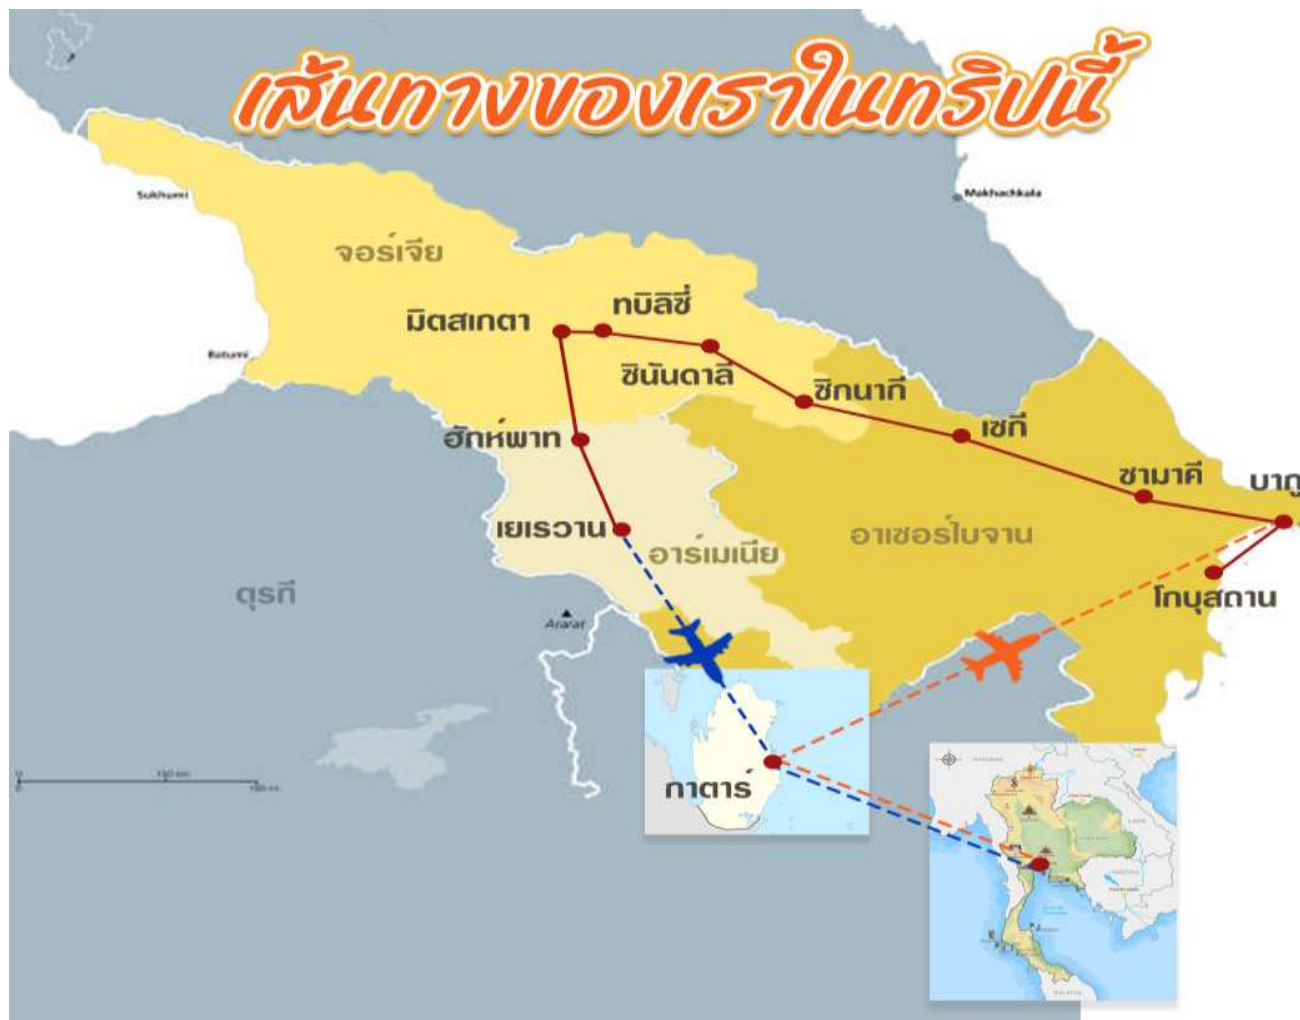 เส้นทางของเราในทริปนี้
Makhachkala
Sukhumi
จอร์เจีย
ทบิลิซี่
มิตสเกตา
Batumi
ซินันดาลี
ซิกนากี
เซกี
ฮักห์พาท
ซามาคี
บากู
เยเรวาน
อาร์เมเนีย
อาเซอร์ไบจาน
โกบุสถาน
ตุรกี
Ararat
กาตาร์